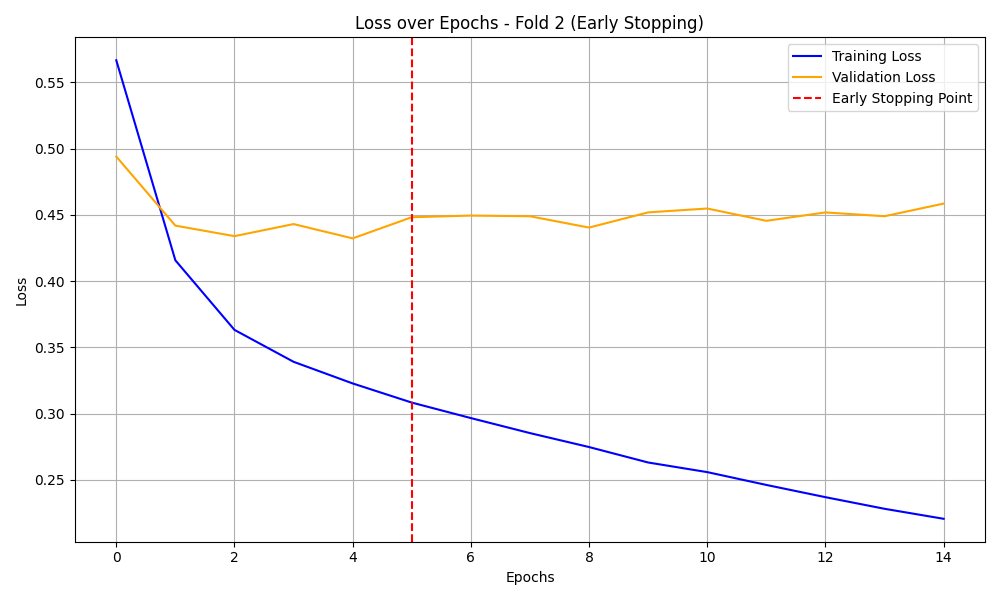 Loss over Epochs - Fold 2 (Early Stopping)
Training Loss
Validation Loss
Early Stopping Point
Loss
0.55
0.50
0.45
0.40
0.35
0.30
0.25
0 2 4 6 8 10 12 14
Epochs